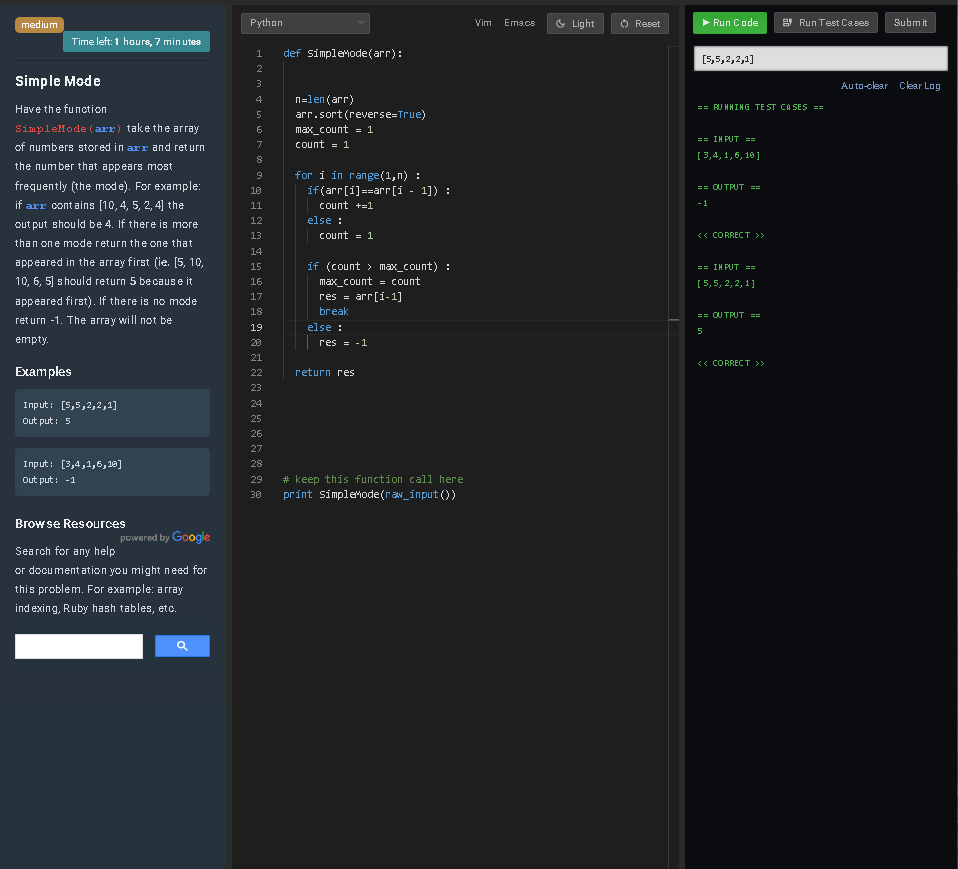 medium
Time left: 1 hours, 7 minutes
Simple Mode
Have the function
SimpleMode(arr) take the array
of numbers stored in arr and return
the number that appears most
frequently (the mode). For example:
if arr contains [10, 4, 5, 2, 4] the
output should be 4. If there is more
than one mode return the one that
appeared in the array first (ie. [5, 10,
10, 6, 5] should return 5 because it
appeared first). If there is no mode
return -1. The array will not be
empty.
Examples
Input: [5,5,2,2,1]
Output: 5
Input: [3,4,1,6,10]
Output: -1
Browse Resources
powered by Google
Search for any help
or documentation you might need for
this problem. For example: array
indexing, Ruby hash tables, etc.
Python
Vim Emacs Light Reset
1 def SimpleMode(arr):
2
3
4 n=len(arr)
5 arr.sort(reverse=True)
6 max_count = 1
7 count = 1
8
9 for i in range(1,n) :
10 if(arr[i]==arr[i - 1]) :
11 count +=1
12 else :
13 count = 1
14
15 if (count > max_count) :
16 max_count = count
17 res = arr[i-1]
18 break
19 else :
20 res = -1
21
22 return res
23
24
25
26
27
28
29 # keep this function call here
30 print SimpleMode(raw_input())
Run Code Run Test Cases Submit
[5,5,2,2,1]
Auto-clear Clear Log
== RUNNING TEST CASES ==
== INPUT ==
[3,4,1,6,10]
== OUTPUT ==
-1
<< CORRECT >>
== INPUT ==
[5,5,2,2,1]
== OUTPUT ==
5
<< CORRECT >>